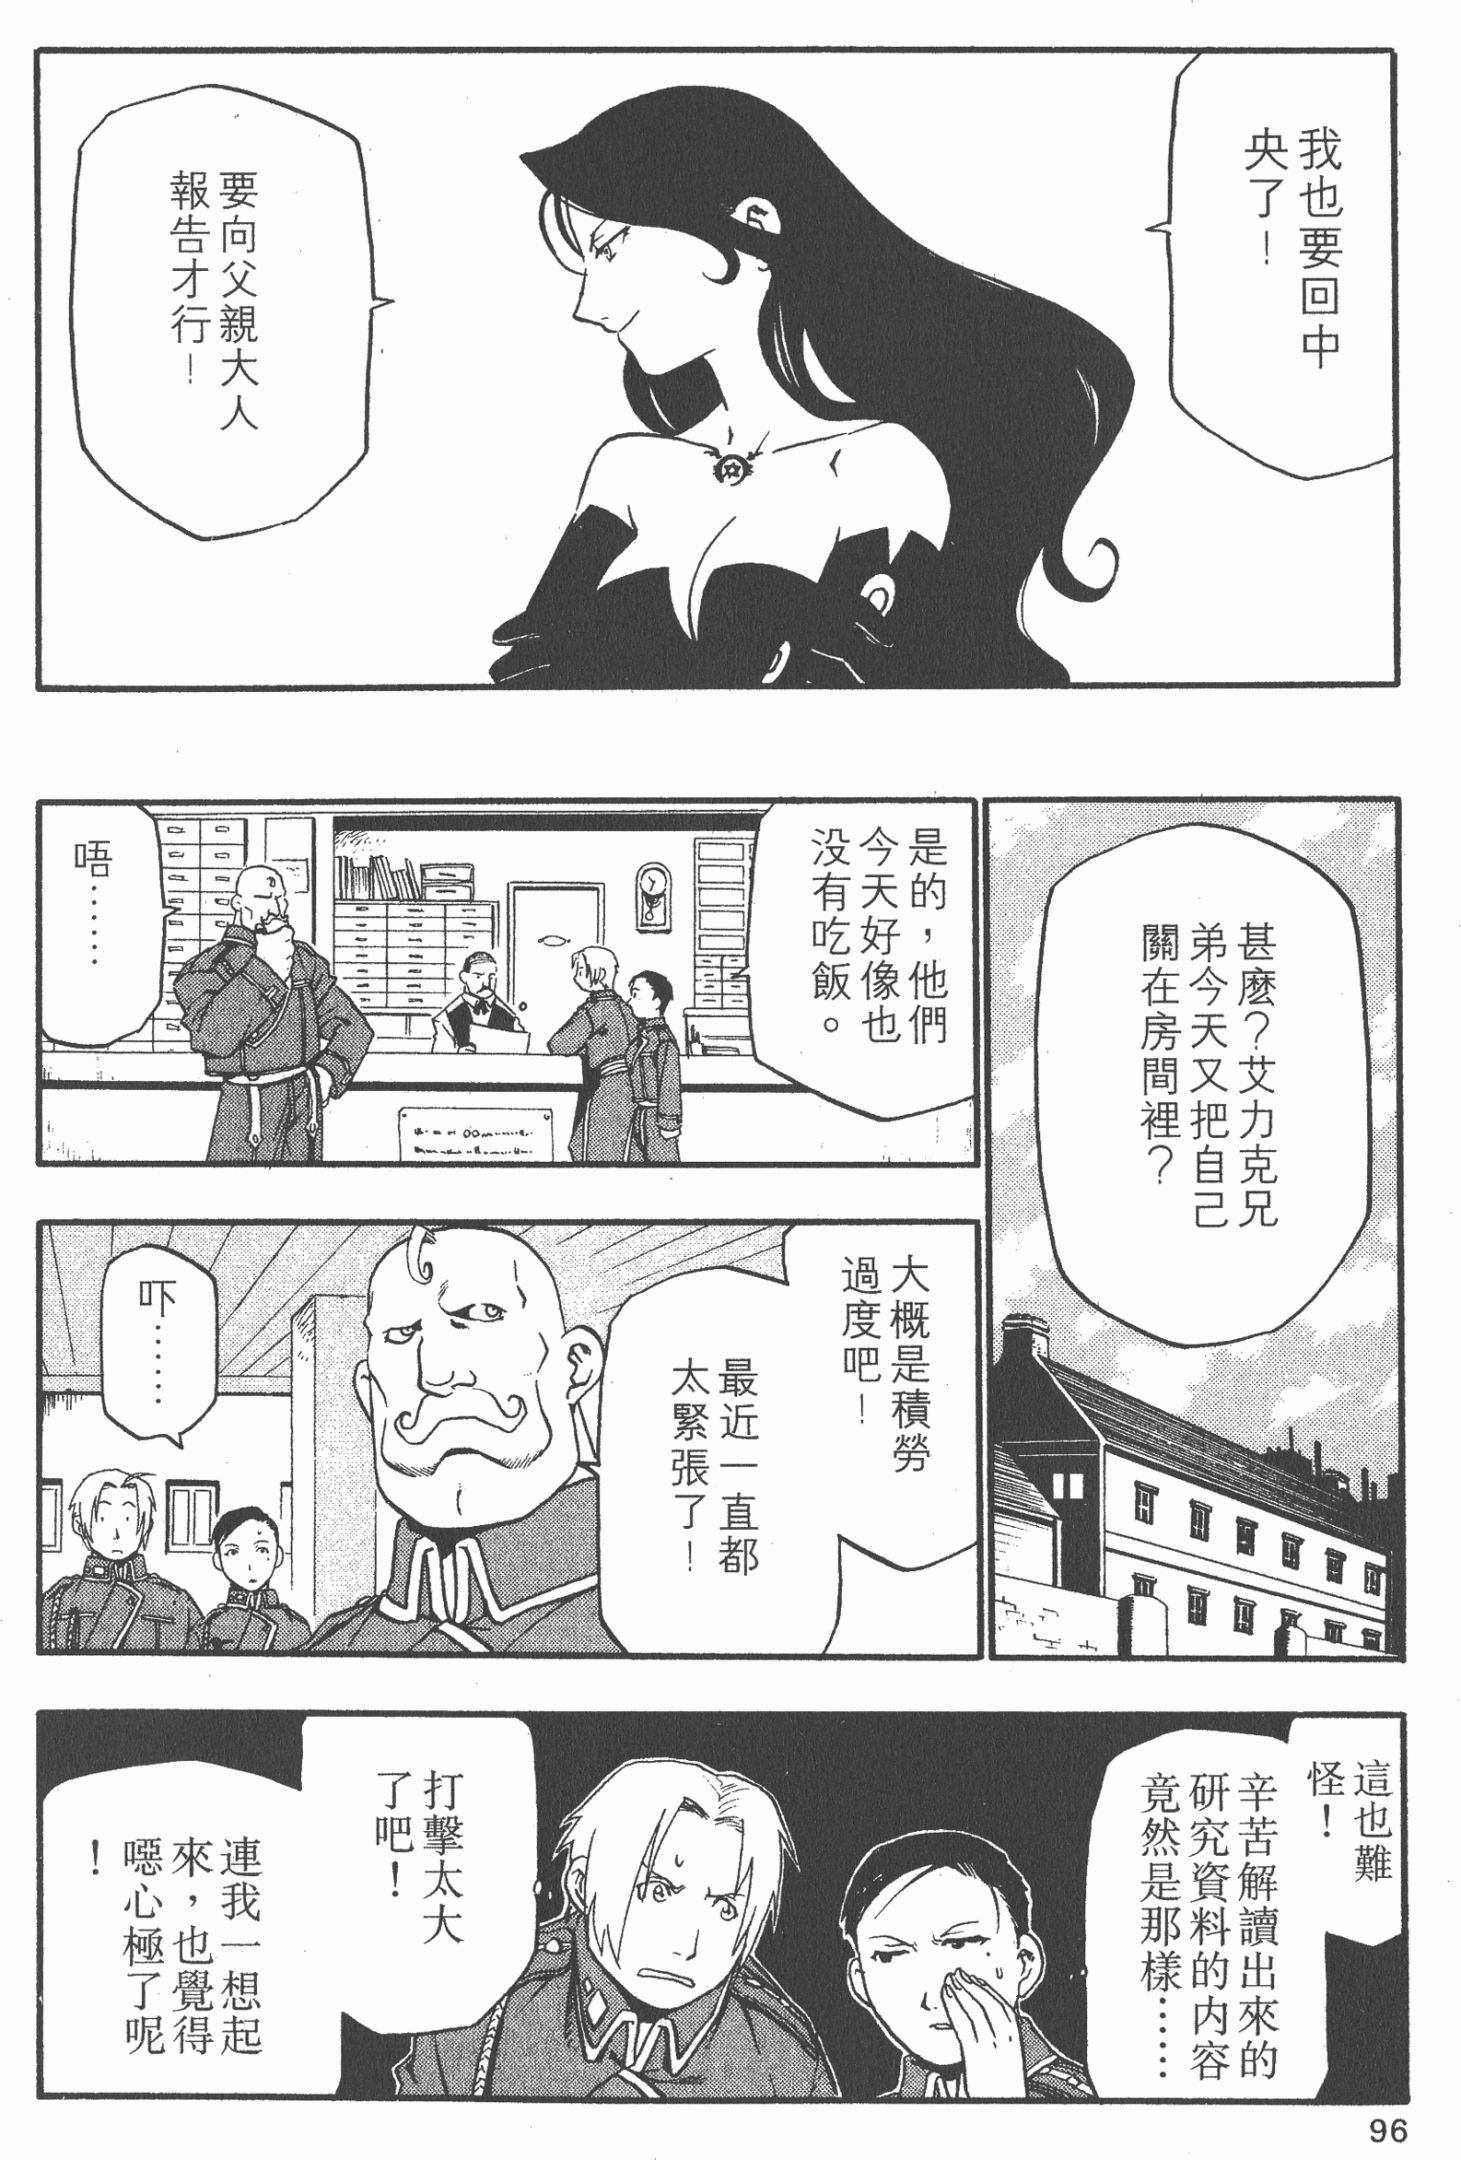 我也要回中
央了！
要向父親大人
報告才行！
甚麼？艾力克兄
弟今天又把自己
關在房間裡？
是的，他們
今天好像也
沒有吃飯。
唔⋯⋯
大概是積勞
過度吧！
最近一直都
太緊張了！
吓⋯⋯
這也難
怪！
辛苦解讀出來的
研究資料的內容
竟然是那樣⋯⋯
打擊太大
了吧！
連我一想起
來，也覺得
噁心極了呢
！
96